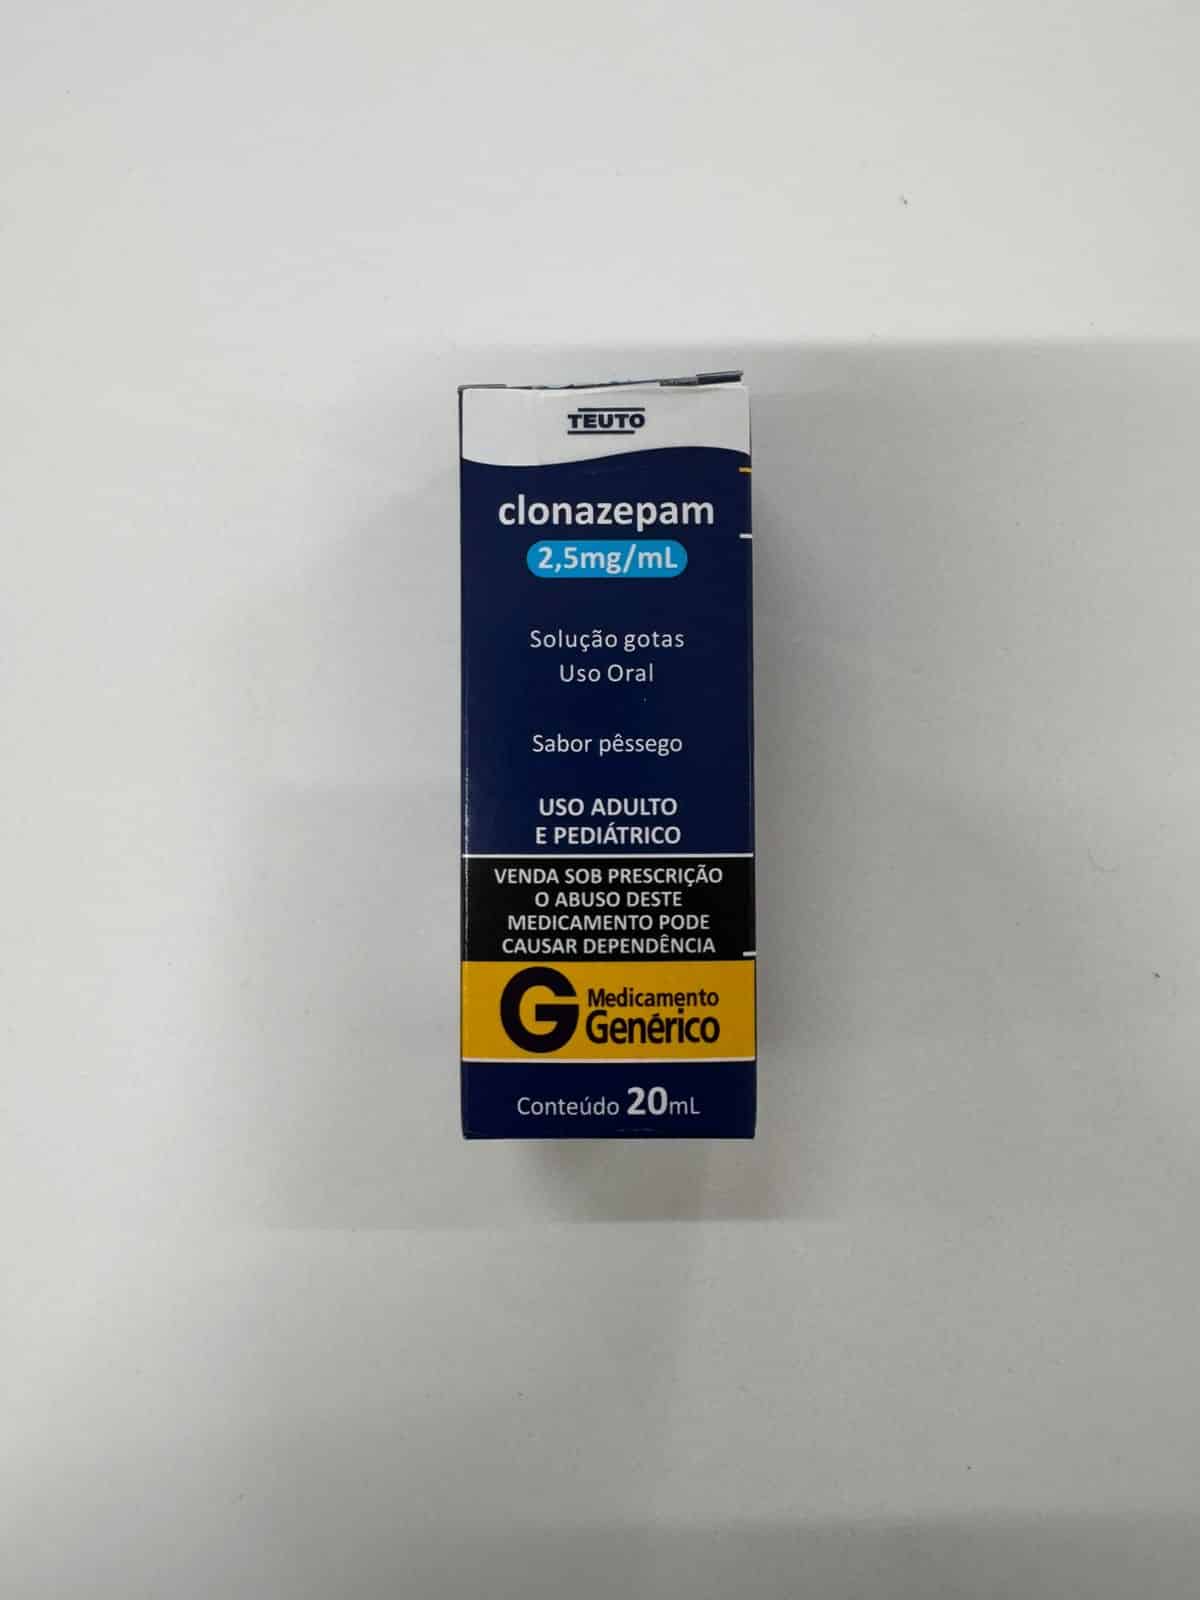 TEUTO
clonazepam
2,5mg/mL
Solução gotas
Uso Oral
Sabor pêssego
USO ADULTO
E PEDIÁTRICO
VENDA SOB PRESCRIÇÃO
O ABUSO DESTE
MEDICAMENTO PODE
CAUSAR DEPENDÊNCIA
G Medicamento
Genérico
Conteúdo 20mL